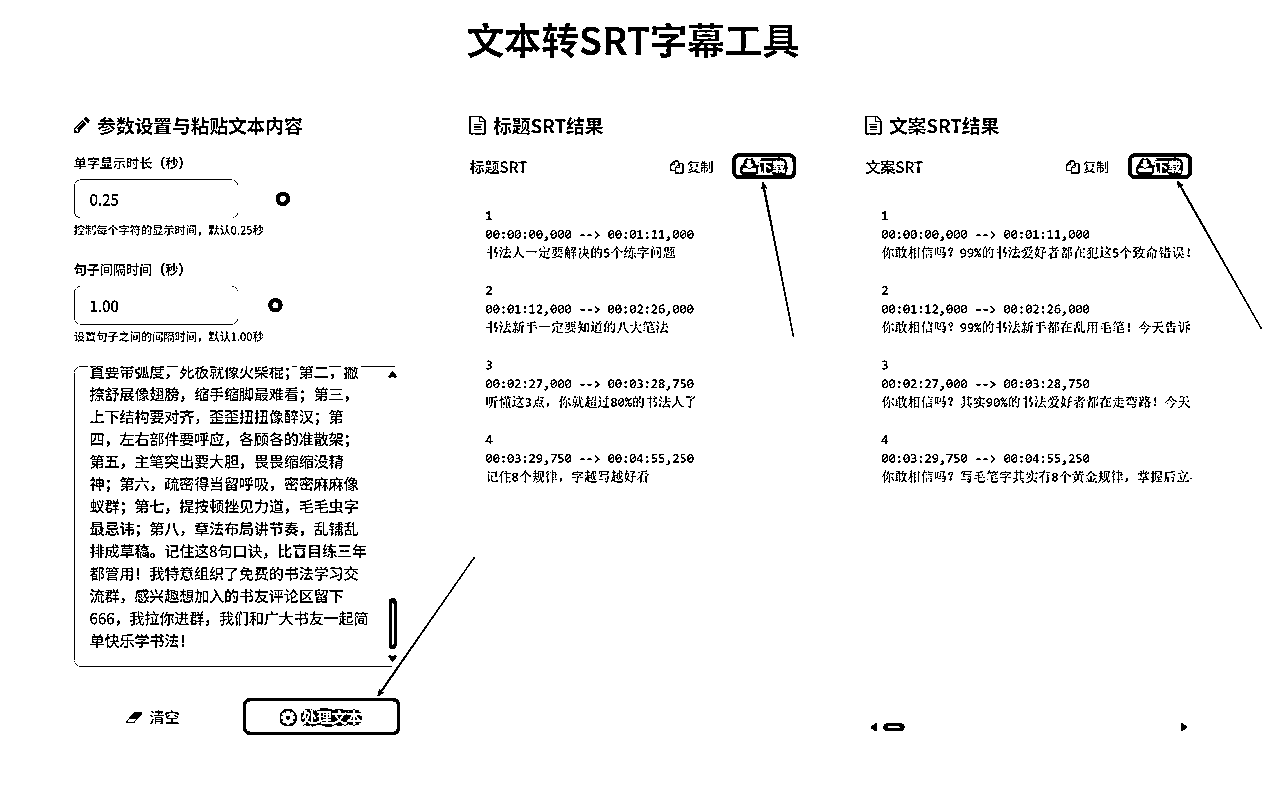 文本转SRT字幕工具
参数设置与粘贴文本内容
单字显示时长（秒）
0.25
控制每个字符的显示时间，默认0.25秒
句子间隔时间（秒）
1.00
设置句子之间的间隔时间，默认1.00秒
直要带弧度，死板就像火柴棍；第二，撇
捺舒展像翅膀，缩手缩脚最难看；第三，
上下结构要对齐，歪歪扭扭像醉汉；第
四，左右部件要呼应，各顾各的准散架；
第五，主笔突出要大胆，畏畏缩缩没精
神；第六，疏密得当留呼吸，密密麻麻像
蚁群；第七，提按顿挫见力道，毛毛虫字
最忌讳；第八，章法布局讲节奏，乱铺乱
排成草稿。记住这8句口诀，比盲目练三年
都管用！我特意组织了免费的书法学习交
流群，感兴趣想加入的书友评论区留下
666，我拉你进群，我们和广大书友一起简
单快乐学书法！
清空
处理文本
标题SRT结果
标题SRT
复制
下载
1
00:00:00,000 --> 00:01:11,000
书法人一定要解决的5个练字问题
2
00:01:12,000 --> 00:02:26,000
书法新手一定要知道的八大笔法
3
00:02:27,000 --> 00:03:28,750
听懂这3点，你就超过80%的书法人了
4
00:03:29,750 --> 00:04:55,250
记住8个规律，字越写越好看
文案SRT结果
文案SRT
复制
下载
1
00:00:00,000 --> 00:01:11,000
你敢相信吗？99%的书法爱好者都在犯这5个致命错误！
2
00:01:12,000 --> 00:02:26,000
你敢相信吗？99%的书法新手都在乱用毛笔！今天告诉
3
00:02:27,000 --> 00:03:28,750
你敢相信吗？其实90%的书法爱好者都在走弯路！今天
4
00:03:29,750 --> 00:04:55,250
你敢相信吗？写毛笔字其实有8个黄金规律，掌握后立